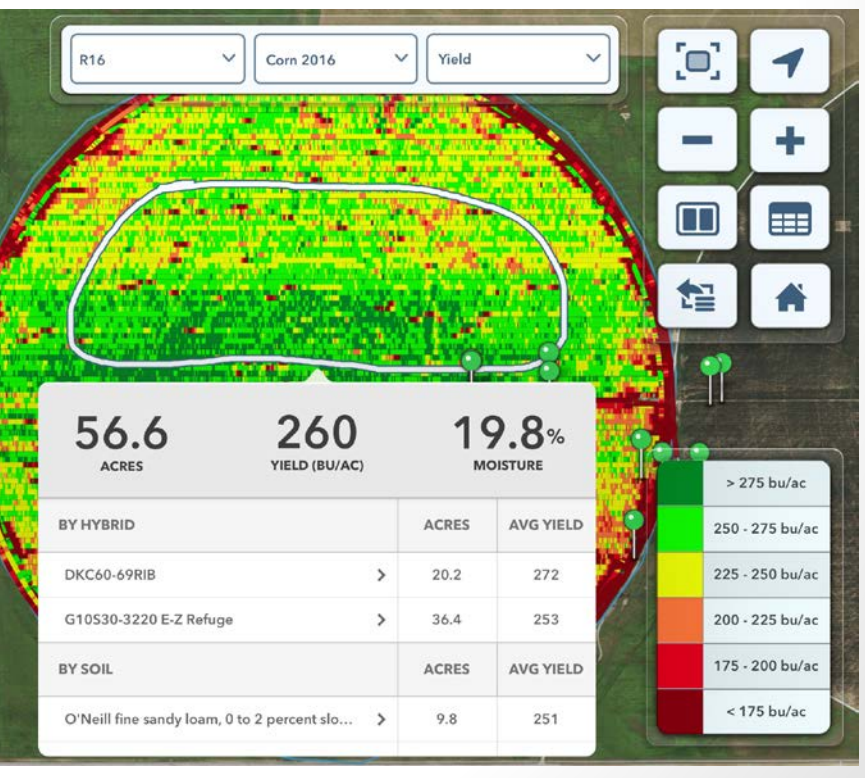 R16
Corn 2016
Yield
56.6
ACRES
260
YIELD (BU/AC)
19.8%
MOISTURE
BY HYBRID ACRES AVG YIELD
DKC60-69RIB 20.2 272
G10S30-3220 E-Z Refuge 36.4 253
BY SOIL ACRES AVG YIELD
O'Neill fine sandy loam, 0 to 2 percent slo... 9.8 251
> 275 bu/ac
250 - 275 bu/ac
225 - 250 bu/ac
200 - 225 bu/ac
175 - 200 bu/ac
< 175 bu/ac